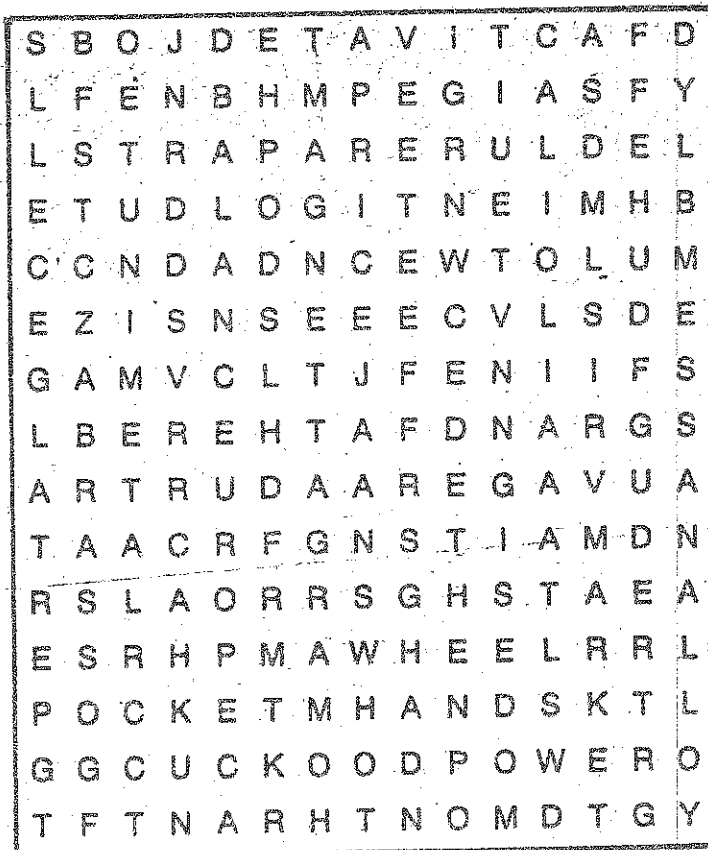 S B O J D E T A V I T C A F D
L F E N B H M P E G I A S F Y
L S T R A P A R E R U L D E L
E T U D L O G I T N E I M H B
C C N D A D N C E W T O L U M
E Z I S N S E E E C V L S D E
G A M V C L T J F E N I I F S
L B E R E H T A F D N A R G S
A R T R U D A A R E G A V U A
T A A C R F G N S T I A M D N
R S L A O R R S G H S T A E A
E S R H P M A W H E E L R R L
P O C K E T M H A N D S K T L
G G C U C K O O D P O W E R O
T F T N A R H T N O M D T G Y